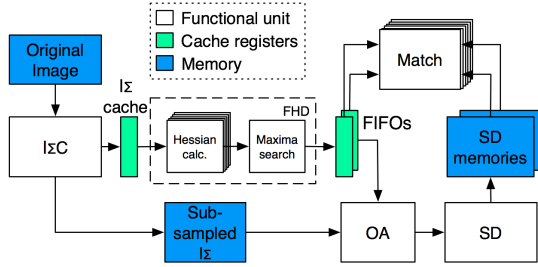 Functional unit
Cache registers
Memory
Original
Image
IΣ
cache
Match
FHD
FIFOs
IΣC
Hessian
calc.
Maxima
search
SD
memories
Sub-
sampled
IΣ
OA
SD